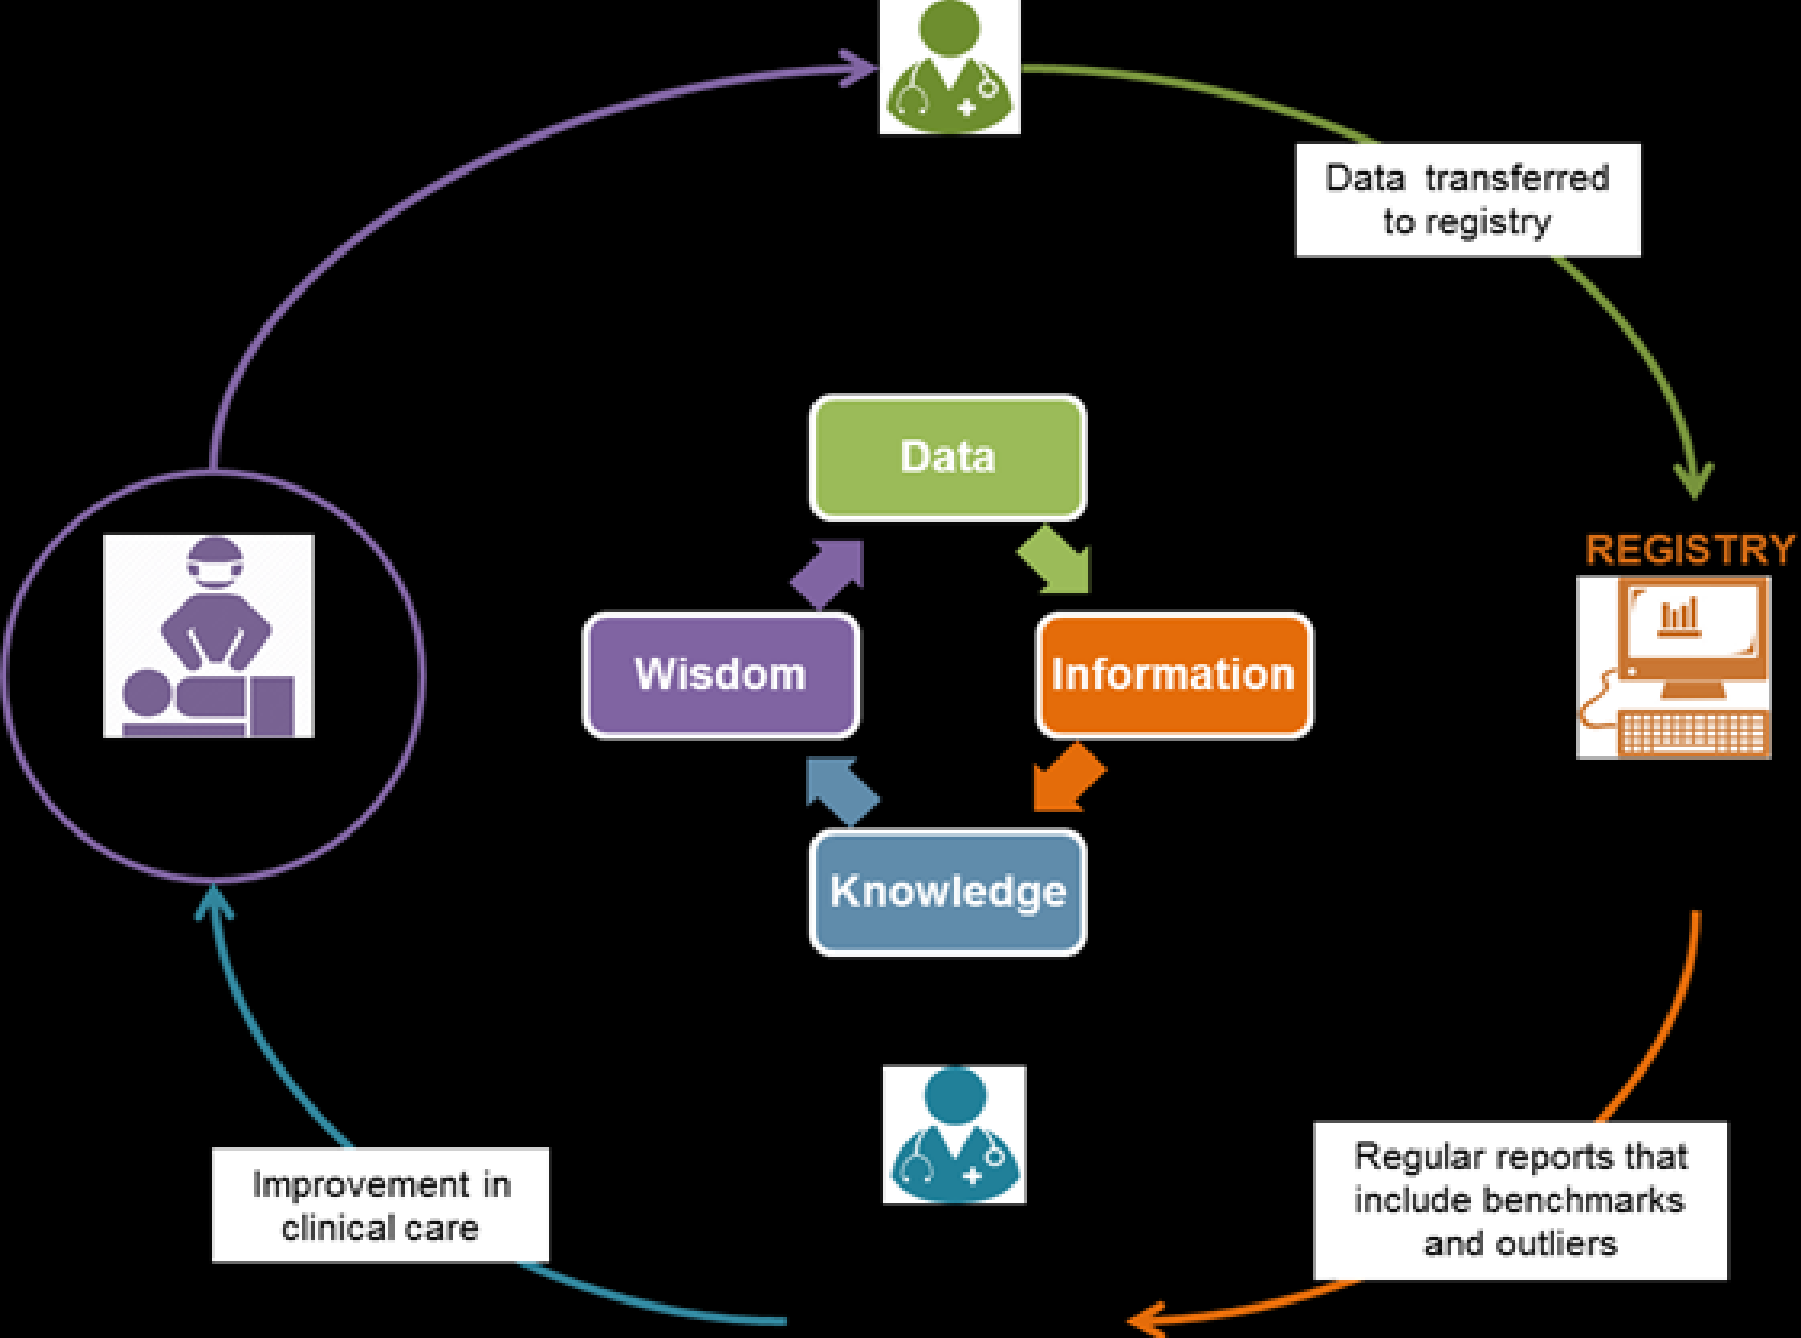 Data transferred
to registry
Data
REGISTRY
Wisdom
Information
Knowledge
Improvement in
clinical care
Regular reports that
include benchmarks
and outliers